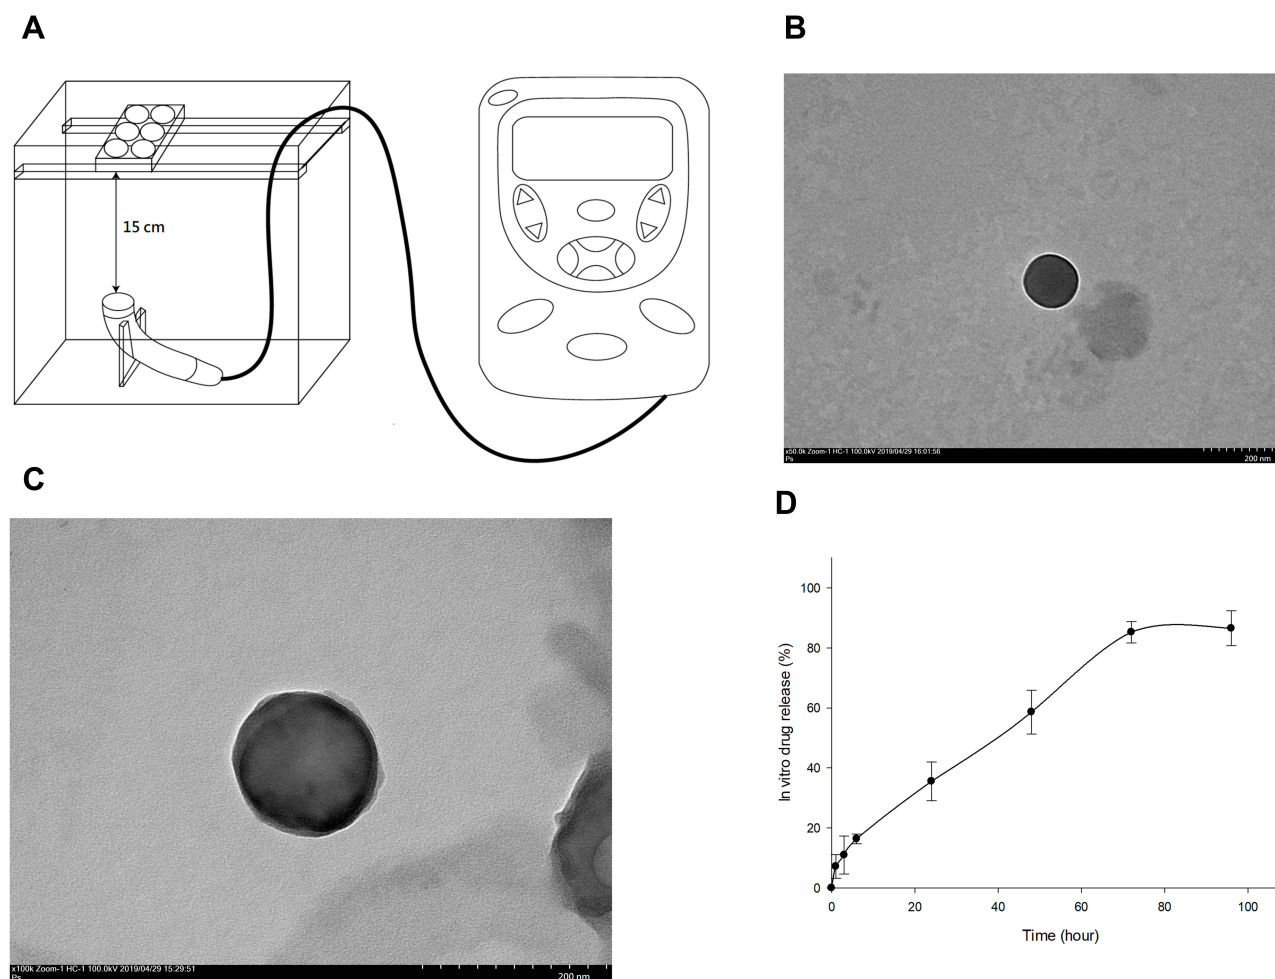 A
B
15 cm
x50.0k Zoom-1 HC-1 100.0kV 2019/04/29 16:01:56
Ps
200 nm
C
D
x100k Zoom-1 HC-1 100.0kV 2019/04/29 15:29:51
Ps
200 nm
In vitro drug release (%)
100
80
60
40
20
0
0 20 40 60 80 100
Time (hour)